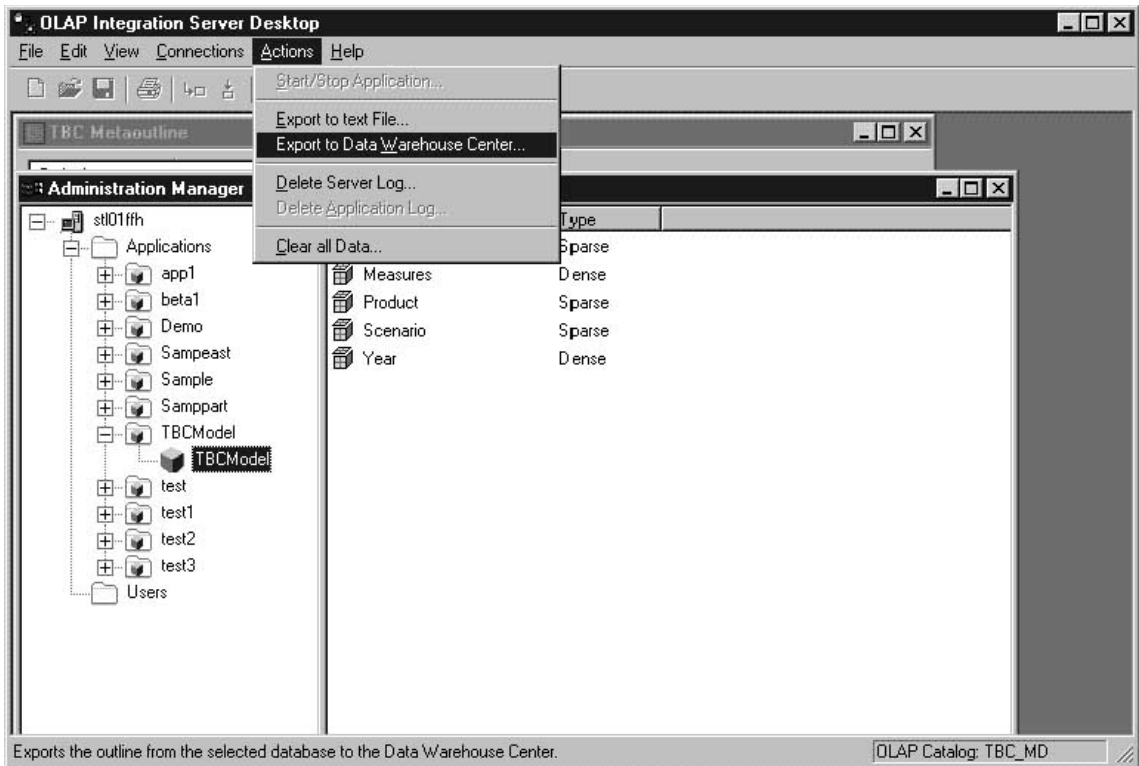 OLAP Integration Server Desktop
File Edit View Connections Actions Help
Start/Stop Application...
Export to text File...
Export to Data Warehouse Center...
Delete Server Log...
Delete Application Log...
Clear all Data...
TBC Metaoutline
Administration Manager
stl01ffh
Applications
app1
beta1
Demo
Sampeast
Sample
Samppart
TBCModel
TBCModel
test
test1
test2
test3
Users
Type
Sparse
Measures Dense
Product Sparse
Scenario Sparse
Year Dense
Exports the outline from the selected database to the Data Warehouse Center.
OLAP Catalog: TBC_MD